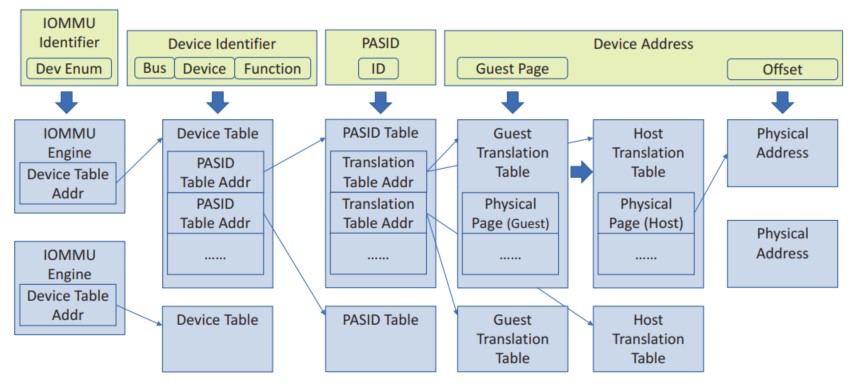 IOMMU
Identifier
Dev Enum
Device Identifier
Bus
Device
Function
PASID
ID
Device Address
Guest Page
Offset
IOMMU
Engine
Device Table
Addr
Device Table
PASID
Table Addr
PASID
Table Addr
......
PASID Table
Translation
Table Addr
Translation
Table Addr
......
Guest
Translation
Table
Physical
Page (Guest)
......
Host
Translation
Table
Physical
Page (Host)
......
Physical
Address
Physical
Address
IOMMU
Engine
Device Table
Addr
Device Table
PASID Table
Guest
Translation
Table
Host
Translation
Table